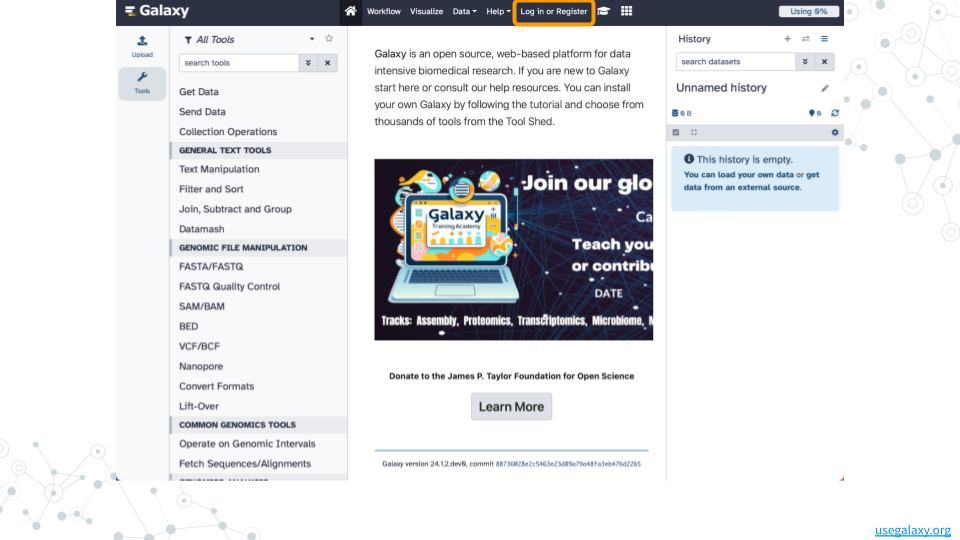 Galaxy
Workflow Visualize Data Help Log in or Register
Using 0%
Upload
Tools
All Tools
search tools
Get Data
Send Data
Collection Operations
GENERAL TEXT TOOLS
Text Manipulation
Filter and Sort
Join, Subtract and Group
Datamash
GENOMIC FILE MANIPULATION
FASTA/FASTQ
FASTQ Quality Control
SAM/BAM
BED
VCF/BCF
Nanopore
Convert Formats
Lift-Over
COMMON GENOMICS TOOLS
Operate on Genomic Intervals
Fetch Sequences/Alignments
Galaxy is an open source, web-based platform for data
intensive biomedical research. If you are new to Galaxy
start here or consult our help resources. You can install
your own Galaxy by following the tutorial and choose from
thousands of tools from the Tool Shed.
Join our glo
Ca
Galaxy
Training Academy
Teach you
or contrib
DATE
Tracks: Assembly, Proteomics, Transcriptomics, Microbiome,
Donate to the James P. Taylor Foundation for Open Science
Learn More
Galaxy version 24.1.2.dev0, commit
History
search datasets
Unnamed history
0 B
0
This history is empty.
You can load your own data or get
data from an external source.
usegalaxy.org